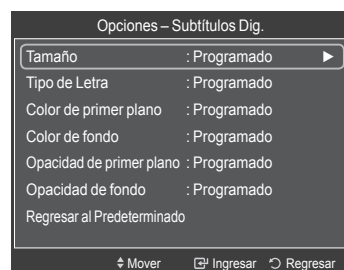 Opciones – Subtítulos Dig.
Tamaño : Programado ►
Tipo de Letra : Programado
Color de primer plano : Programado
Color de fondo : Programado
Opacidad de primer plano : Programado
Opacidad de fondo : Programado
Regresar al Predeterminado
Mover Ingresar Regresar